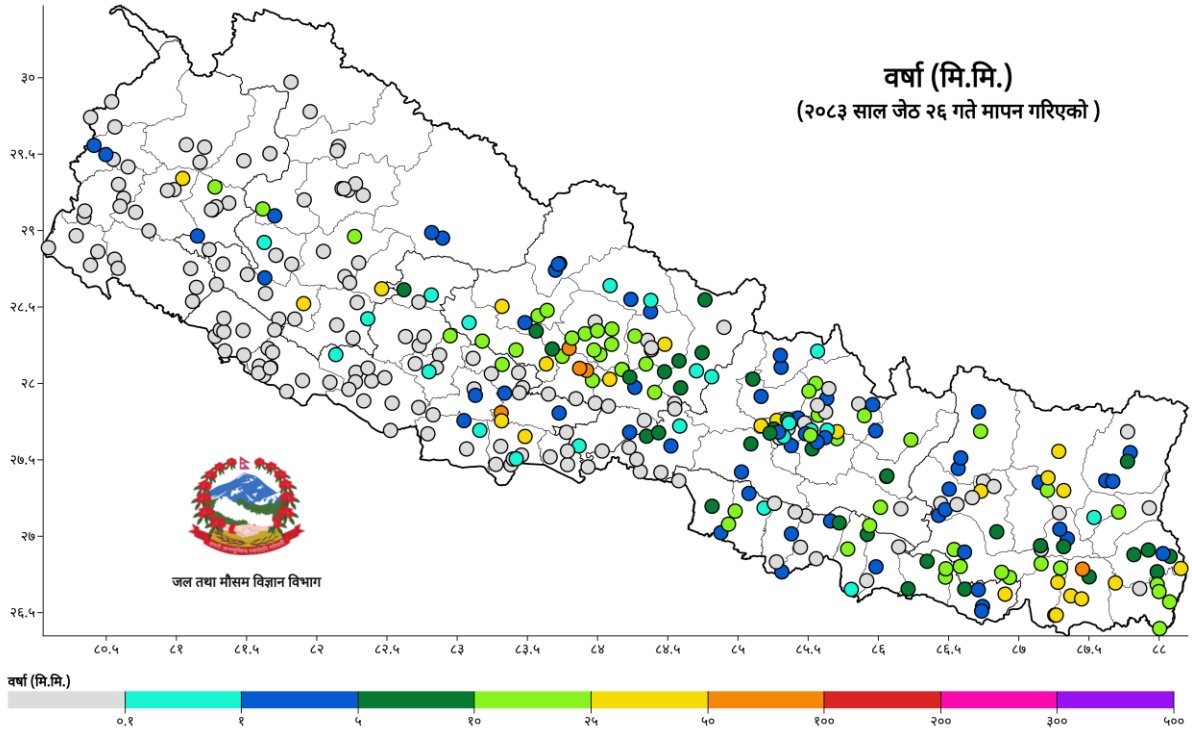 वर्षा (मि.मि.)
(२०८३ साल जेठ २६ गते मापन गरिएको )
३०
२९.५
२९
२८.५
२८
२७.५
२७
२६.५
जल तथा मौसम विज्ञान विभाग
८०.५ ८१ ८१.५ ८२ ८२.५ ८३ ८३.५ ८४ ८४.५ ८५ ८५.५ ८६ ८६.५ ८७ ८७.५ ८८
वर्षा (मि.मि.)
०.१ १ ५ १० २५ ५० १०० २०० ३०० ५००